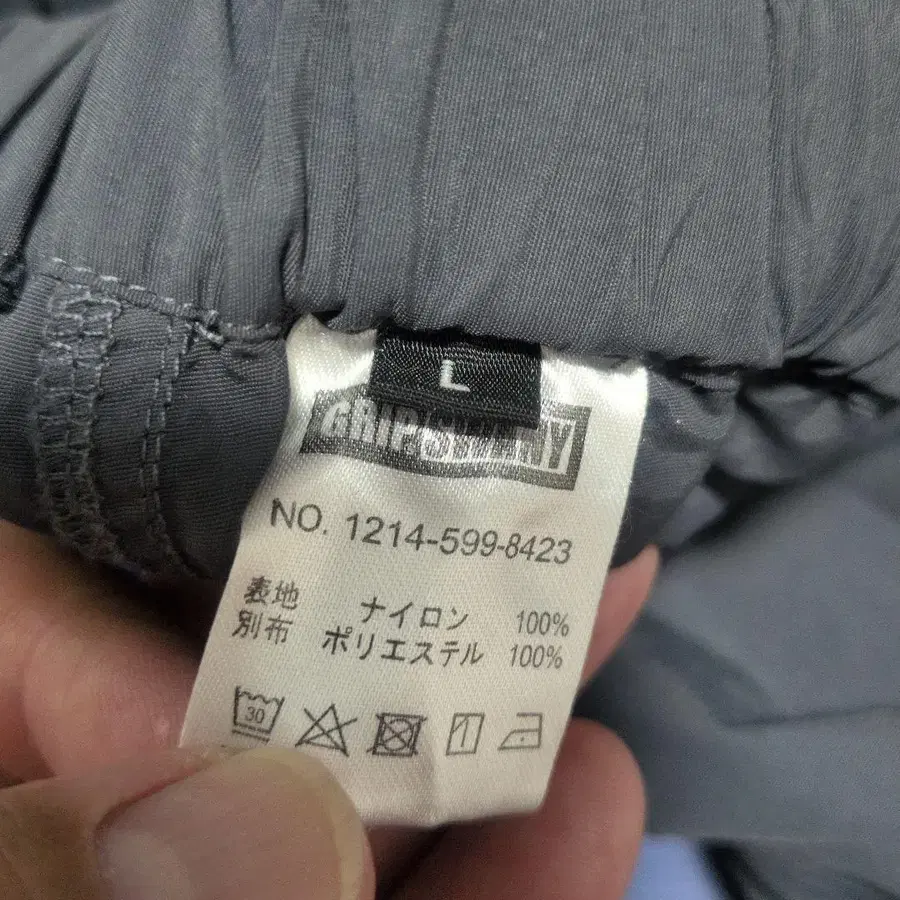 L
GRIP SWANY
NO. 1214-599-8423
表地 ナイロン 100%
別布 ポリエステル 100%
30